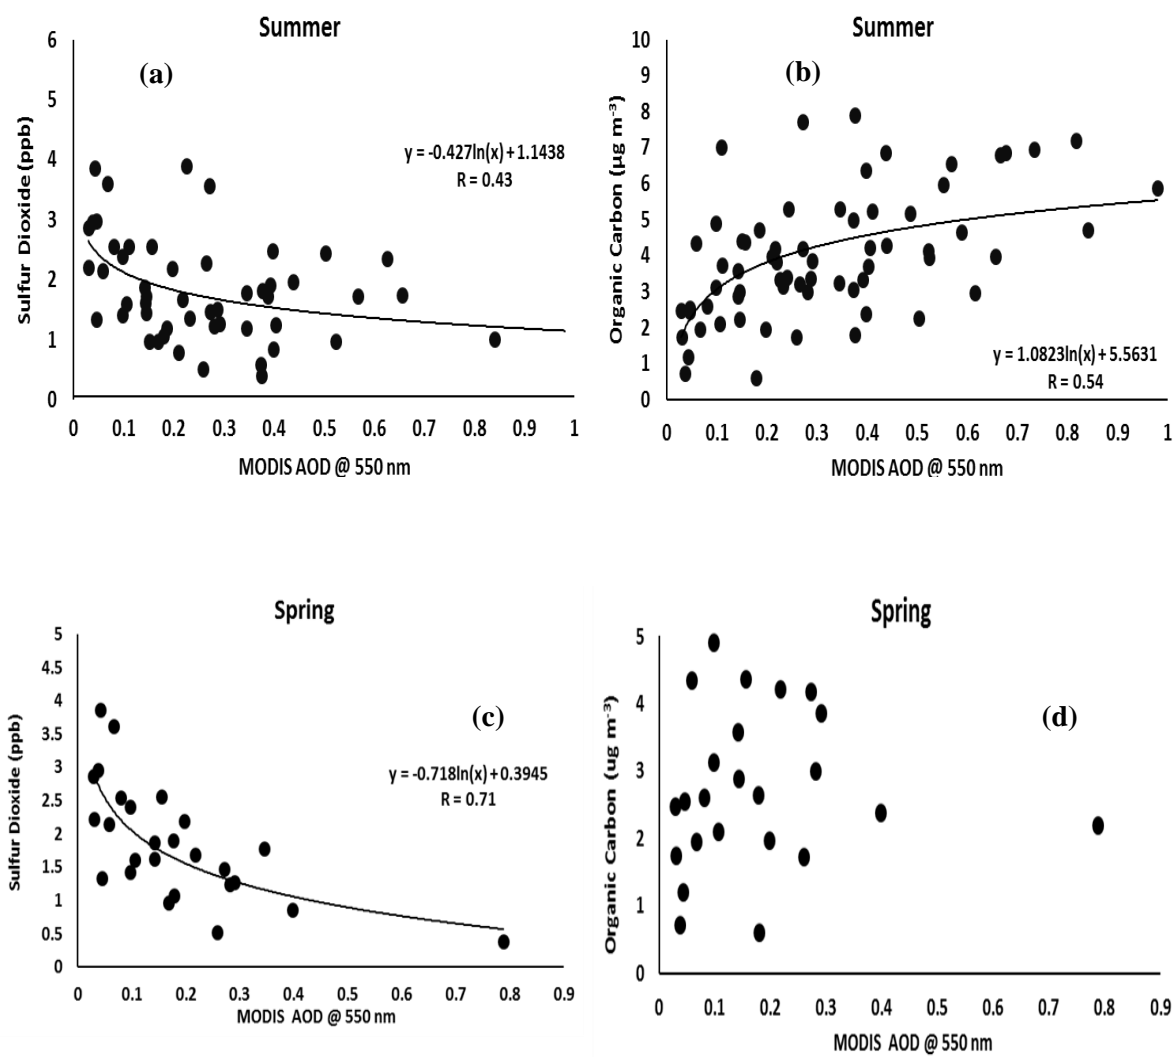 Summer
(a)
Sulfur Dioxide (ppb)
6
5
4
3
2
1
0
y = -0.427ln(x) + 1.1438
R = 0.43
0 0.1 0.2 0.3 0.4 0.5 0.6 0.7 0.8 0.9 1
MODIS AOD @ 550 nm
Summer
(b)
Organic Carbon (µg m-3)
10
9
8
7
6
5
4
3
2
1
0
y = 1.0823ln(x) + 5.5631
R = 0.54
0 0.1 0.2 0.3 0.4 0.5 0.6 0.7 0.8 0.9 1
MODIS AOD @ 550 nm
Spring
(c)
Sulfur Dioxide (ppb)
5
4.5
4
3.5
3
2.5
2
1.5
1
0.5
0
y = -0.718ln(x) + 0.3945
R = 0.71
0 0.1 0.2 0.3 0.4 0.5 0.6 0.7 0.8 0.9
MODIS AOD @ 550 nm
Spring
(d)
Organic Carbon (ug m-3)
5
4
3
2
1
0
0 0.1 0.2 0.3 0.4 0.5 0.6 0.7 0.8 0.9
MODIS AOD @ 550 nm